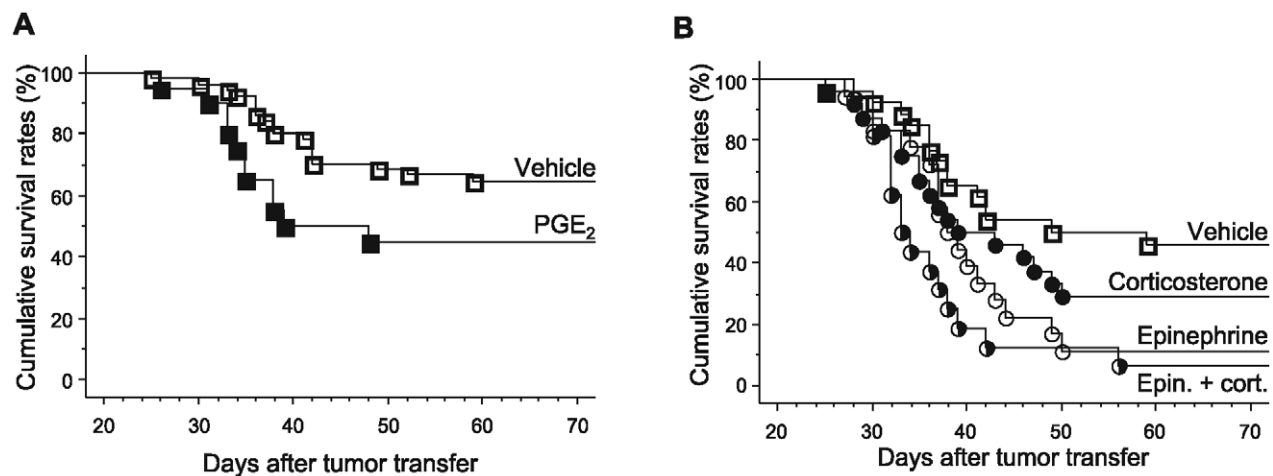 A
Cumulative survival rates (%)
100
80
60
40
20
0
Vehicle
PGE₂
20 30 40 50 60 70
Days after tumor transfer
B
Cumulative survival rates (%)
100
80
60
40
20
0
Vehicle
Corticosterone
Epinephrine
Epin. + cort.
20 30 40 50 60 70
Days after tumor transfer